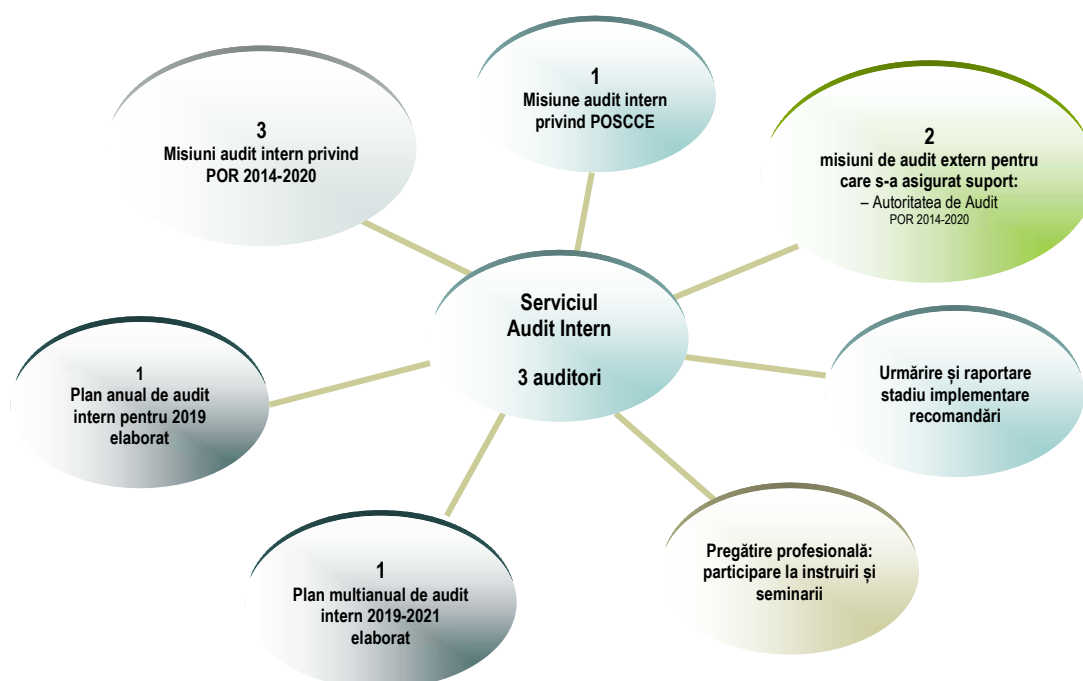 1
Misiune audit intern
privind POSCCE
3
Misiuni audit intern privind
POR 2014-2020
2
misiuni de audit extern pentru
care s-a asigurat suport:
– Autoritatea de Audit
POR 2014-2020
Serviciul
Audit Intern
3 auditori
1
Plan anual de audit
intern pentru 2019
elaborat
Urmărire și raportare
stadiu implementare
recomandări
1
Plan multianual de audit
intern 2019-2021
elaborat
Pregătire profesională:
participare la instruiri și
seminarii